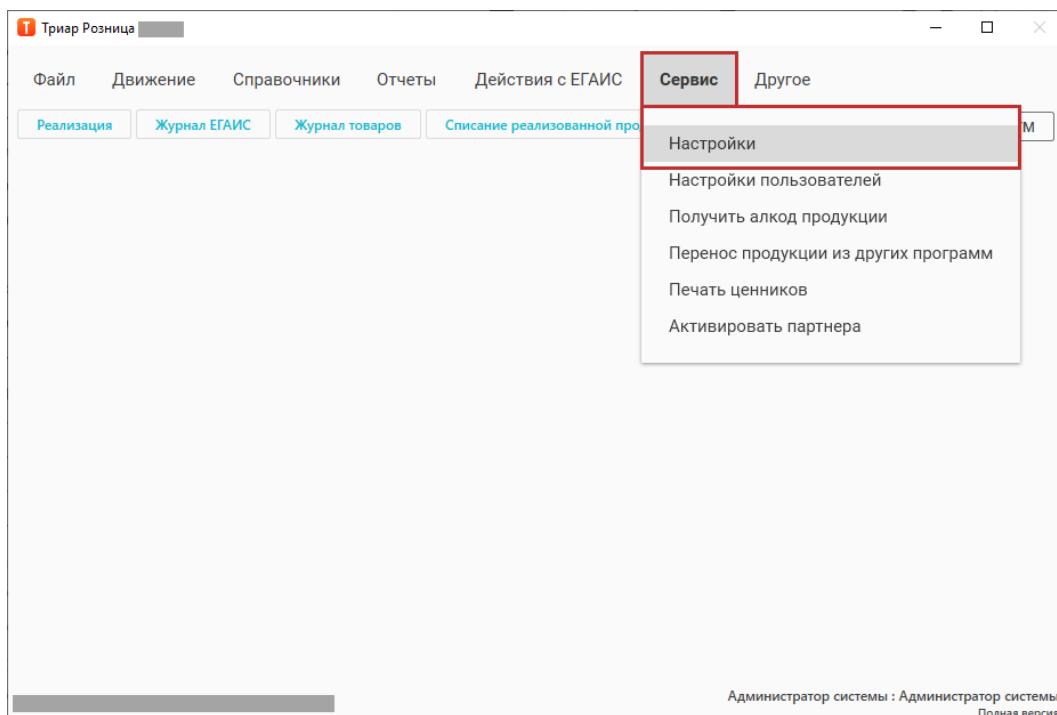 Триар Розница
Файл Движение Справочники Отчеты Действия с ЕГАИС Сервис Другое
Реализация Журнал ЕГАИС Журнал товаров Списание реализованной про
Настройки
Настройки пользователей
Получить алкод продукции
Перенос продукции из других программ
Печать ценников
Активировать партнера
Администратор системы : Администратор системы
Полная версия